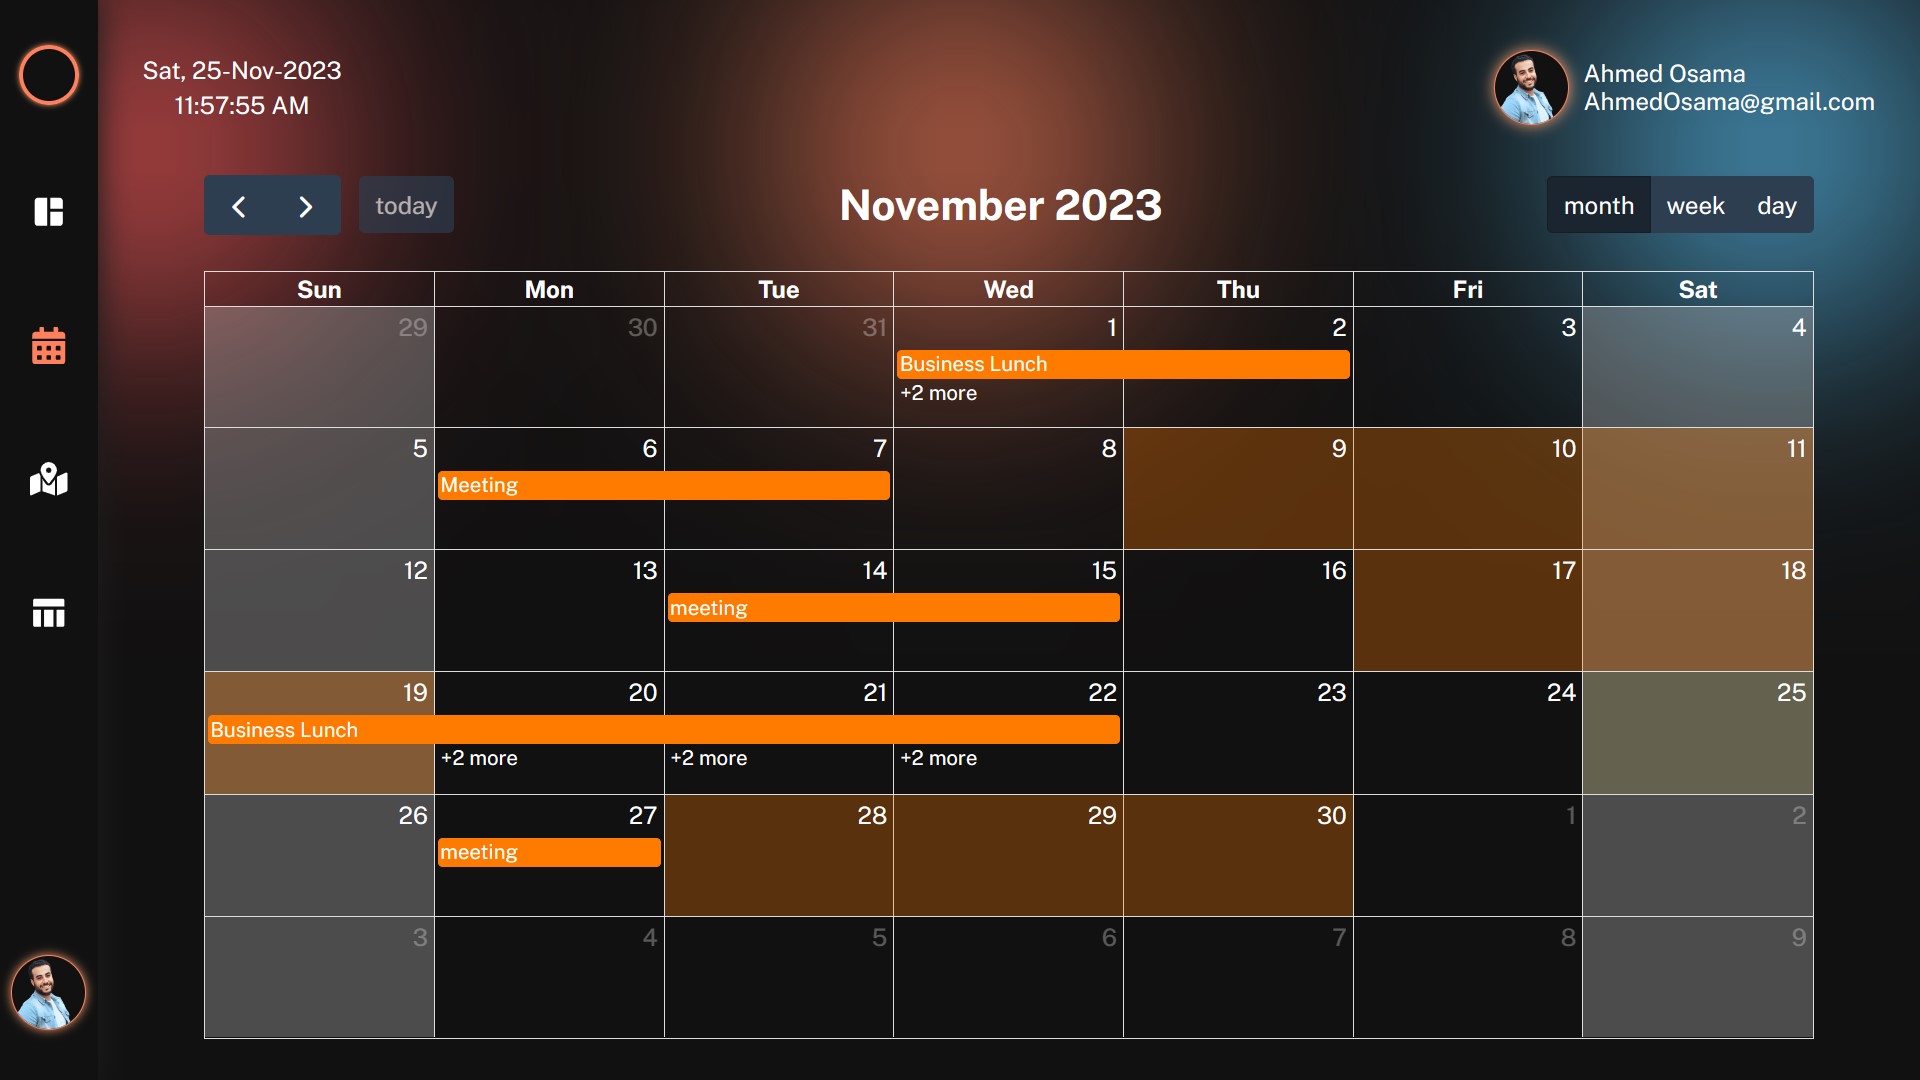 Sat, 25-Nov-2023
11:57:55 AM
Ahmed Osama
AhmedOsama@gmail.com
today
November 2023
month week day
Sun Mon Tue Wed Thu Fri Sat
29 30 31 1 2 3 4
Business Lunch
+2 more
5 6 7 8 9 10 11
Meeting
12 13 14 15 16 17 18
meeting
19 20 21 22 23 24 25
Business Lunch
+2 more +2 more +2 more
26 27 28 29 30 1 2
meeting
3 4 5 6 7 8 9